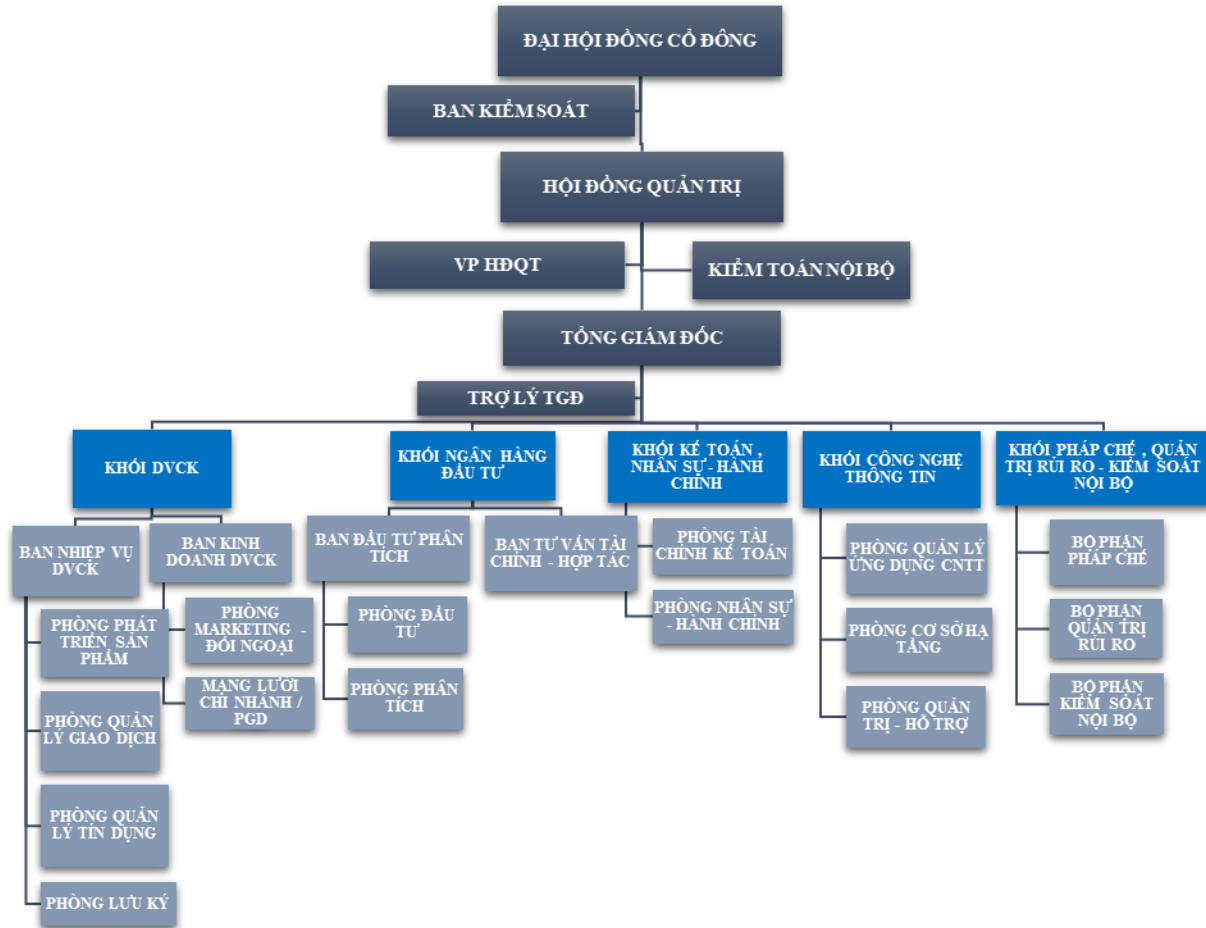 ĐẠI HỘI ĐỒNG CỔ ĐÔNG
BAN KIỂM SOÁT
HỘI ĐỒNG QUẢN TRỊ
VP HĐQT
KIỂM TOÁN NỘI BỘ
TỔNG GIÁM ĐỐC
TRỢ LÝ TGĐ
KHỐI DVCK
KHỐI NGÂN HÀNG
ĐẦU TƯ
KHỐI KẾ TOÁN ,
NHÂN SỰ - HÀNH
CHÍNH
KHỐI CÔNG NGHỆ
THÔNG TIN
KHỐI PHÁP CHẾ , QUẢN
TRỊ RỦI RO - KIỂM SOÁT
NỘI BỘ
BAN NHIỆP VỤ
DVCK
BAN KINH
DOANH DVCK
BAN ĐẦU TƯ PHÂN
TÍCH
BAN TƯ VẤN TÀI
CHÍNH - HỢP TÁC
PHÒNG TÀI
CHÍNH KẾ TOÁN
PHÒNG QUẢN LÝ
ỨNG DỤNG CNTT
BỘ PHẬN
PHÁP CHẾ
PHÒNG PHÁT
TRIỂN SẢN
PHẨM
PHÒNG
MARKETING -
ĐỐI NGOẠI
PHÒNG ĐẦU
TƯ
PHÒNG NHÂN SỰ
- HÀNH CHÍNH
PHÒNG CƠ SỞ HẠ
TẦNG
BỘ PHẬN
QUẢN TRỊ
RỦI RO
PHÒNG QUẢN
LÝ GIAO DỊCH
MẠNG LƯỚI
CHI NHÁNH /
PGD
PHÒNG PHÂN
TÍCH
PHÒNG QUẢN
TRỊ - HỖ TRỢ
BỘ PHẬN
KIỂM SOÁT
NỘI BỘ
PHÒNG QUẢN
LÝ TÍN DỤNG
PHÒNG LƯU KÝ